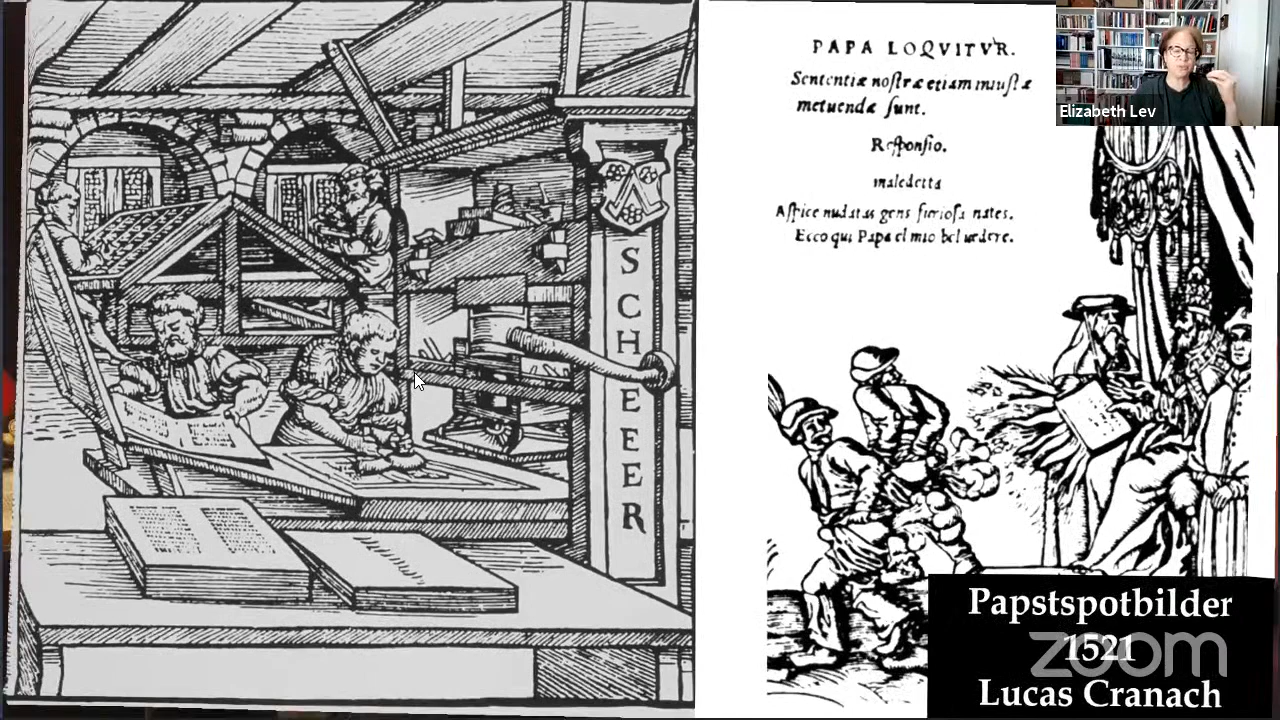 SCHEER
PAPA LOQVITVR.
Sententiæ nostræ etiam iniustæ
metuendæ sunt.
Responsio.
maledetta
Aspice nudatas gens furiosa nates.
Ecco qui Papa el mio bel uedere.
Elizabeth Lev
Papstspotbilder
1521
zoom
Lucas Cranach